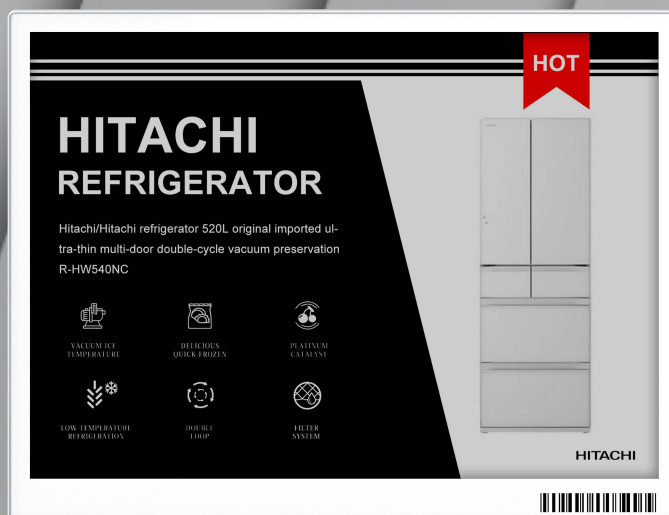 HOT
HITACHI
REFRIGERATOR
Hitachi/Hitachi refrigerator 520L original imported ul-
tra-thin multi-door double-cycle vacuum preservation
R-HW540NC
VACUUM ICE
TEMPERATURE
DELICIOUS
QUICK-FROZEN
PLATINUM
CATALYST
LOW TEMPERATURE
REFRIGERATION
DOUBLE
LOOP
FILTER
SYSTEM
HITACHI